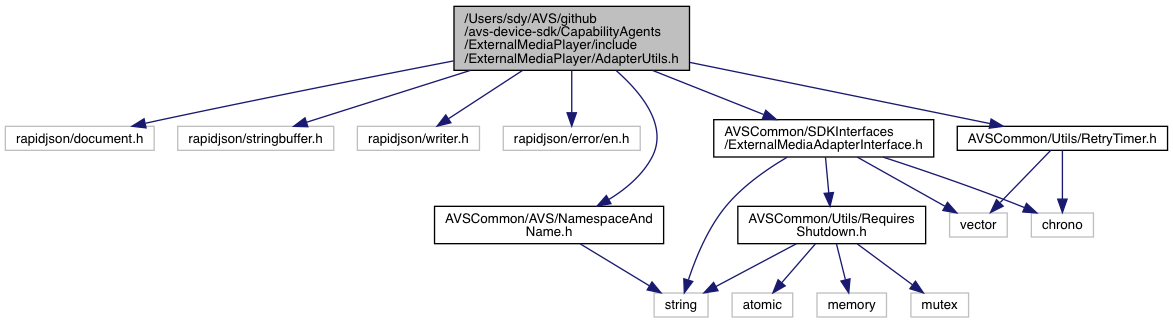 /Users/sdy/AVS/github
/avs-device-sdk/CapabilityAgents
/ExternalMediaPlayer/include
/ExternalMediaPlayer/AdapterUtils.h
rapidjson/document.h
rapidjson/stringbuffer.h
rapidjson/writer.h
rapidjson/error/en.h
AVSCommon/SDKInterfaces
/ExternalMediaAdapterInterface.h
AVSCommon/Utils/RetryTimer.h
AVSCommon/AVS/NamespaceAnd
Name.h
AVSCommon/Utils/Requires
Shutdown.h
vector
chrono
string
atomic
memory
mutex